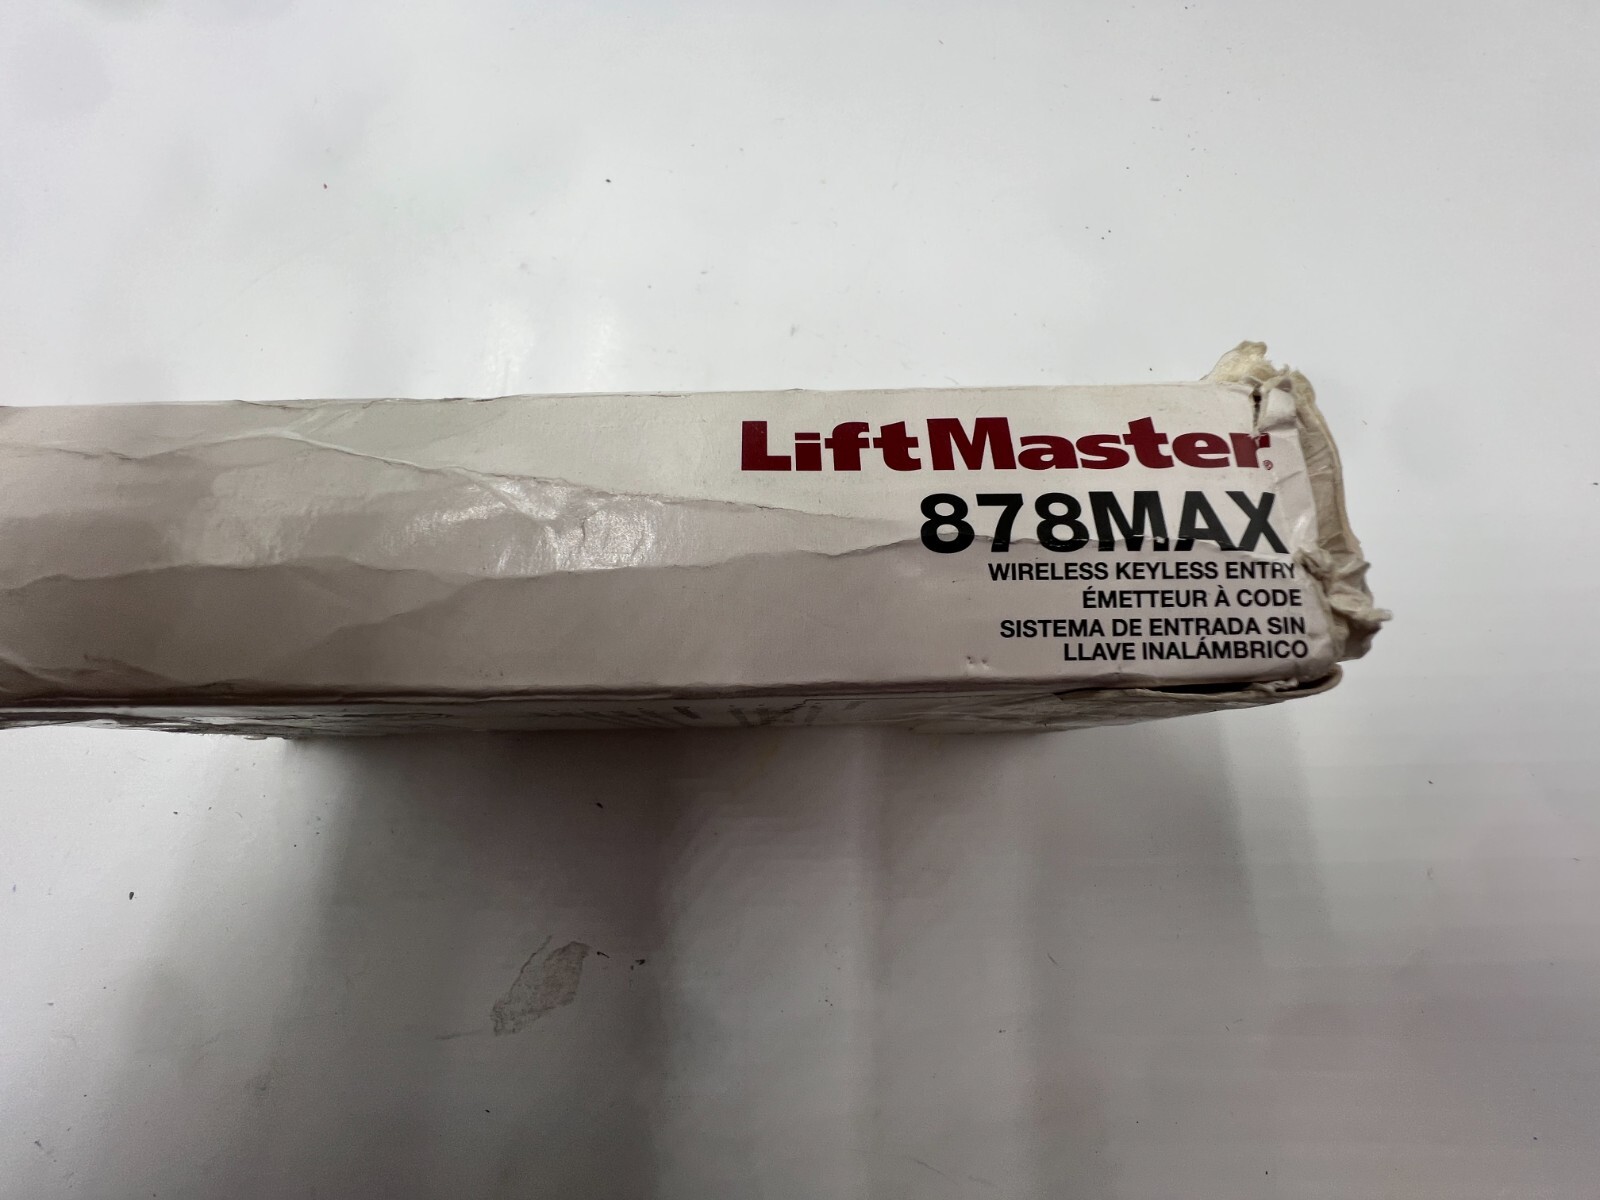 LiftMaster®
878MAX
WIRELESS KEYLESS ENTRY
ÉMETTEUR À CODE
SISTEMA DE ENTRADA SIN
LLAVE INALÁMBRICO